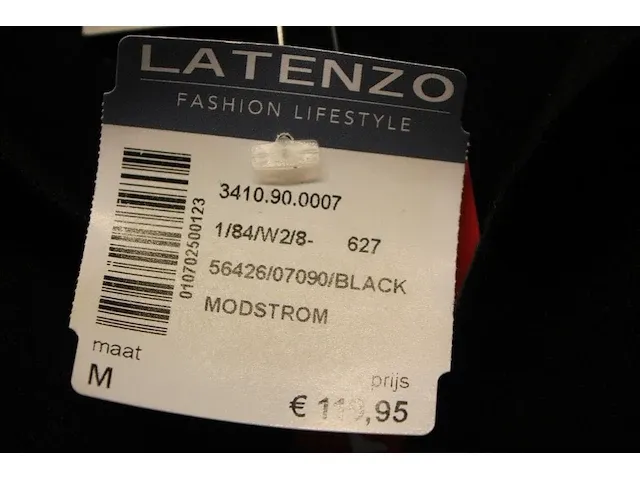 LATENZO
FASHION LIFESTYLE
3410.90.0007
1/84/W2/8- 627
56426/07090/BLACK
MODSTROM
010702500123
maat
M
prijs